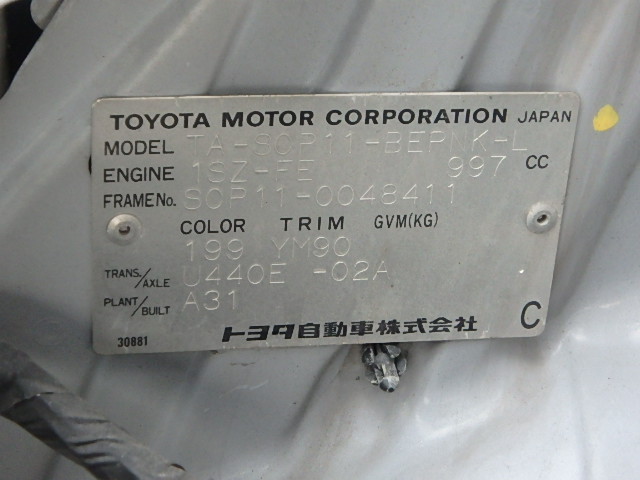 TOYOTA MOTOR CORPORATION JAPAN
MODEL TA-SCP11-BEPNK-L
ENGINE 1SZ-FE 997 CC
FRAME No. SCP11-0048411
COLOR TRIM GVM(KG)
199 YM90
TRANS./AXLE U440E -02A
PLANT/BUILT A31
30881 トヨタ自動車株式会社 C